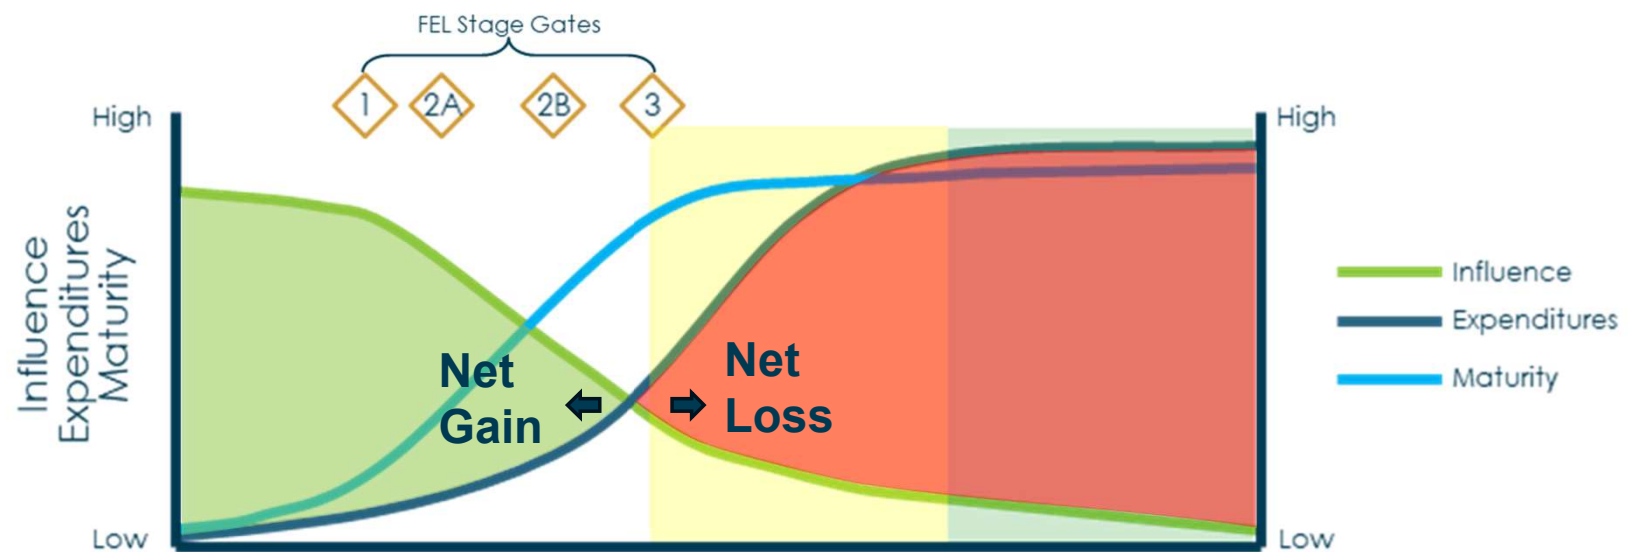 FEL Stage Gates
1
2A
2B
3
High
High
Influence
Expenditures
Maturity
Net
Gain
Net
Loss
Influence
Expenditures
Maturity
Low
Low